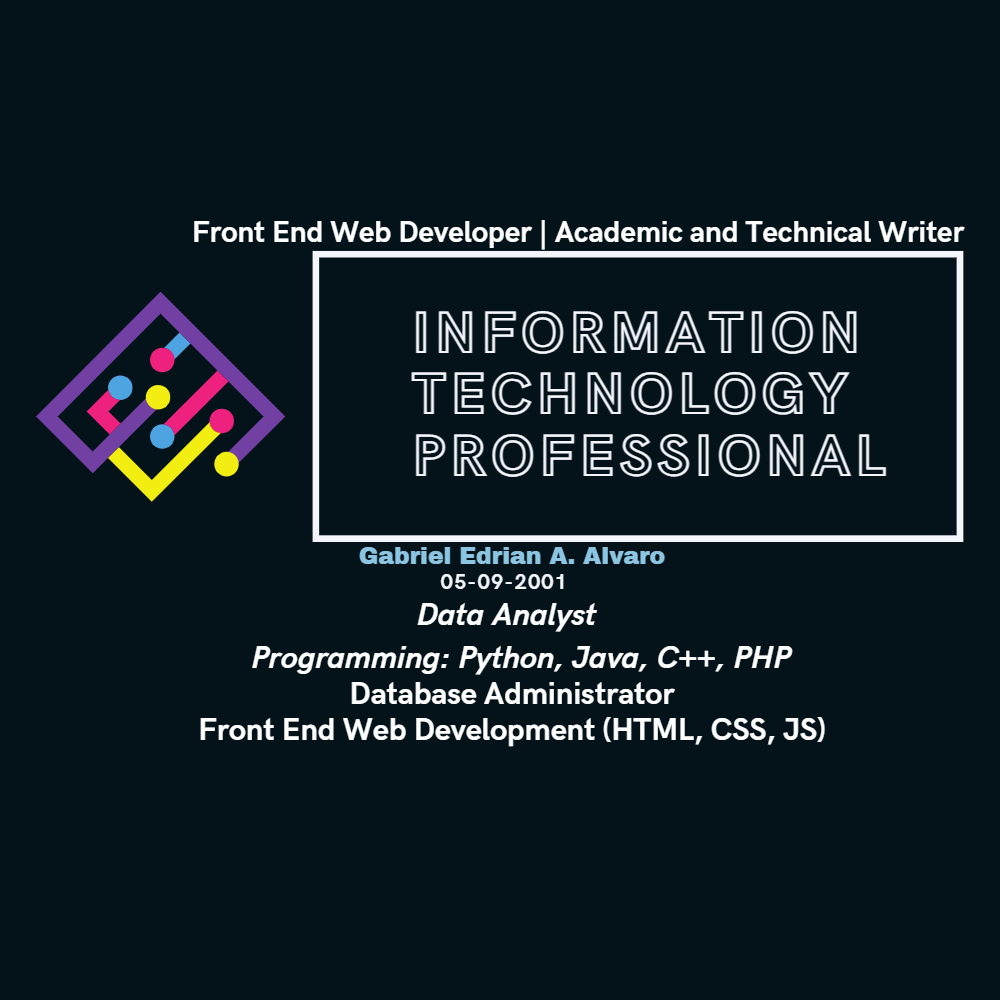 Front End Web Developer | Academic and Technical Writer
INFORMATION
TECHNOLOGY
PROFESSIONAL
Gabriel Edrian A. Alvaro
05-09-2001
Data Analyst
Programming: Python, Java, C++, PHP
Database Administrator
Front End Web Development (HTML, CSS, JS)